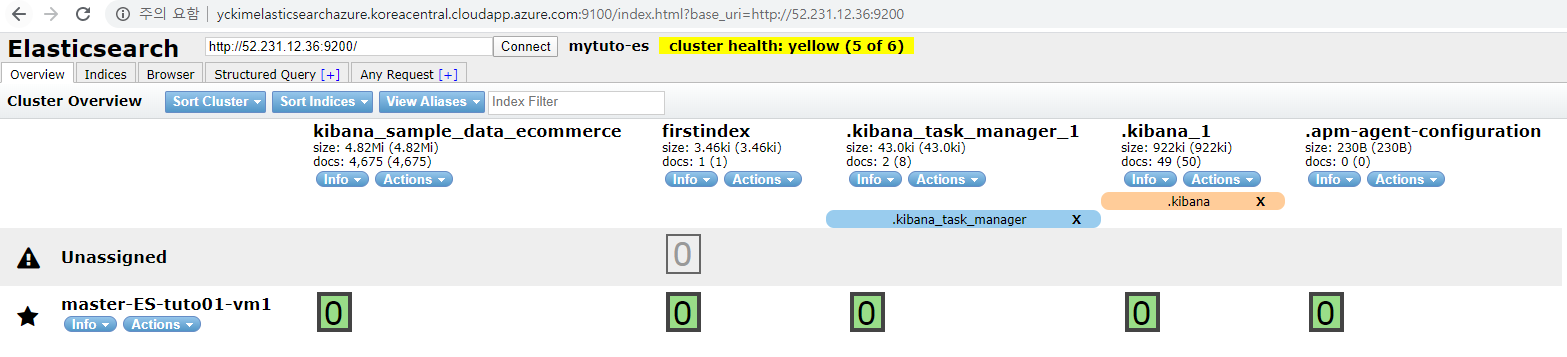 주의 요함 | yckimelasticsearchazure.koreacentral.cloudapp.azure.com:9100/index.html?base_uri=http://52.231.12.36:9200
Elasticsearch http://52.231.12.36:9200/ Connect mytuto-es cluster health: yellow (5 of 6)
Overview Indices Browser Structured Query [+] Any Request [+]
Cluster Overview Sort Cluster Sort Indices View Aliases Index Filter
kibana_sample_data_ecommerce firstindex .kibana_task_manager_1 .kibana_1 .apm-agent-configuration
size: 4.82Mi (4.82Mi) size: 3.46ki (3.46ki) size: 43.0ki (43.0ki) size: 922ki (922ki) size: 230B (230B)
docs: 4,675 (4,675) docs: 1 (1) docs: 2 (8) docs: 49 (50) docs: 0 (0)
Info Actions Info Actions Info Actions Info Actions Info Actions
.kibana X
.kibana_task_manager X
Unassigned 0
master-ES-tuto01-vm1 0 0 0 0 0
Info Actions